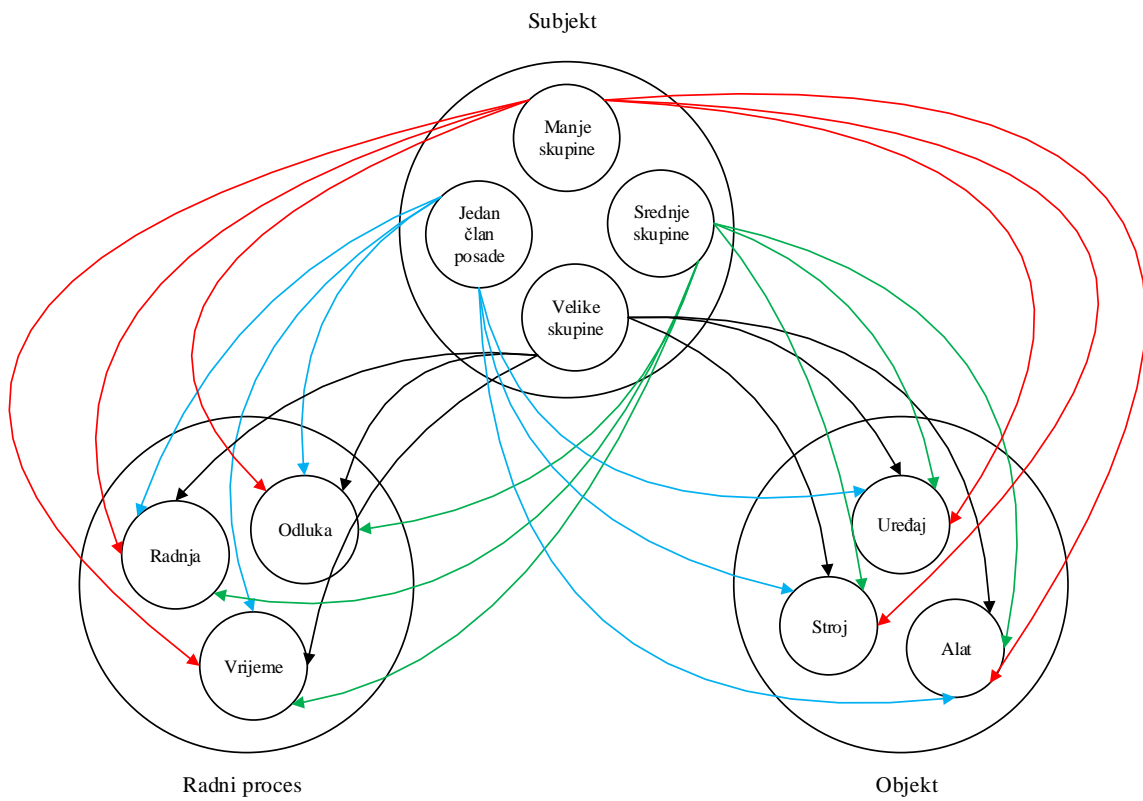 Subjekt
Manje
skupine
Jedan
član
posade
Srednje
skupine
Velike
skupine
Radnja
Odluka
Vrijeme
Uređaj
Stroj
Alat
Radni proces
Objekt